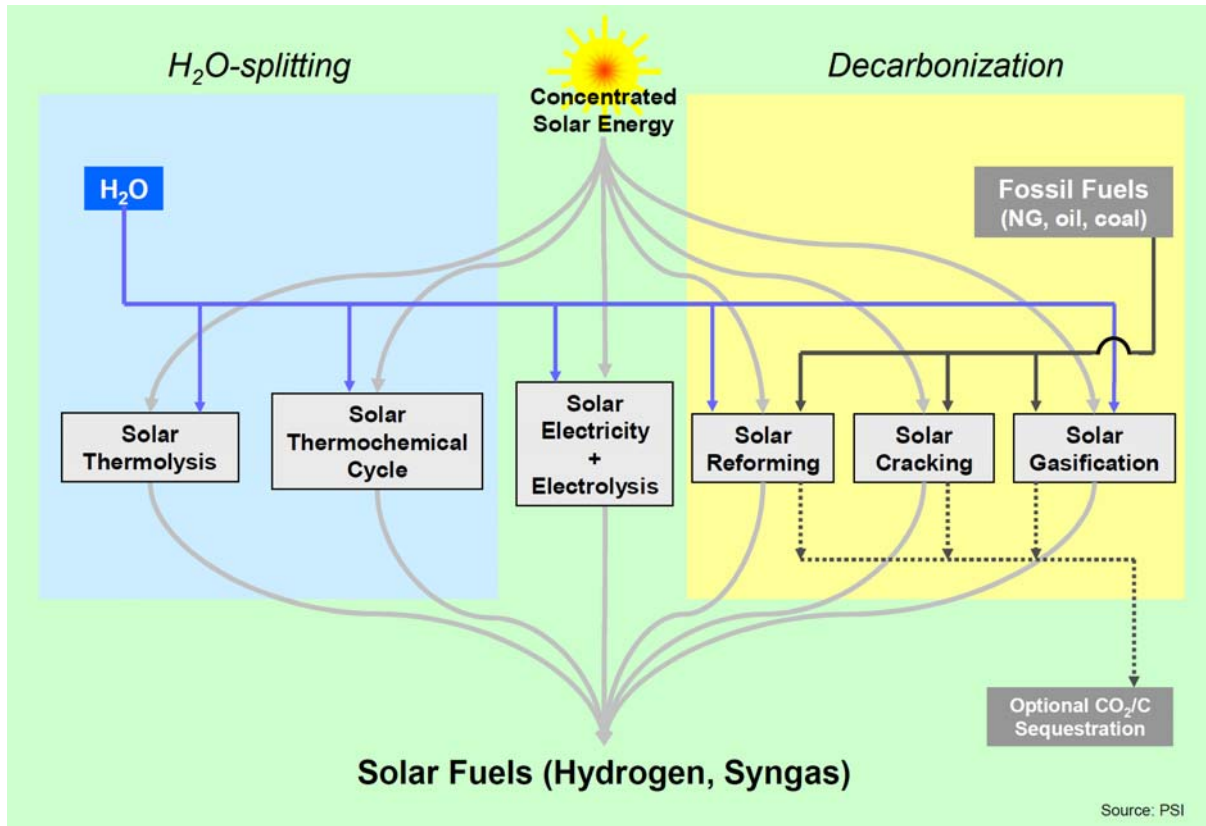 H₂O-splitting
Concentrated
Solar Energy
Decarbonization
H₂O
Fossil Fuels
(NG, oil, coal)
Solar
Thermolysis
Solar
Thermochemical
Cycle
Solar
Electricity
+
Electrolysis
Solar
Reforming
Solar
Cracking
Solar
Gasification
Optional CO₂/C
Sequestration
Solar Fuels (Hydrogen, Syngas)
Source: PSI